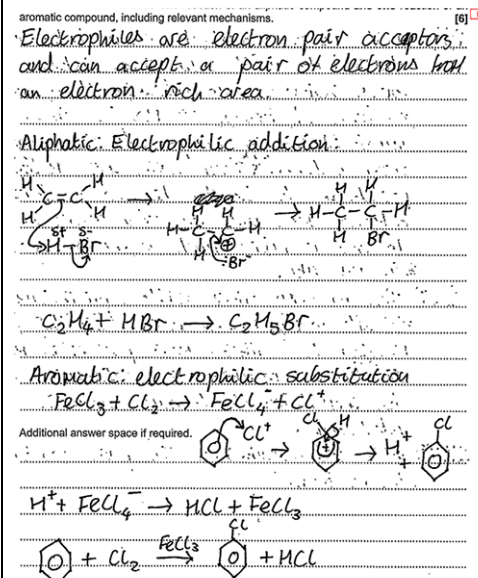 aromatic compound, including relevant mechanisms. [6]
Electrophiles are electron pair acceptors,
and can accept a pair of electrons from
an electron rich area.
Aliphatic: Electrophilic addition:
H H H H H H
C=C → H-C-C-H → H-C-C-H
H H H ⊕ H Br
δ+ δ-
H-Br :Br⁻
C₂H₄ + HBr → C₂H₅Br
Aromatic: electrophilic substitution
FeCl₃ + Cl₂ → FeCl₄⁻ + Cl⁺
Additional answer space if required. Cl⁺ → Cl H + → H⁺ + Cl
H⁺ + FeCl₄⁻ → HCl + FeCl₃
+ Cl₂ FeCl₃ → Cl + HCl